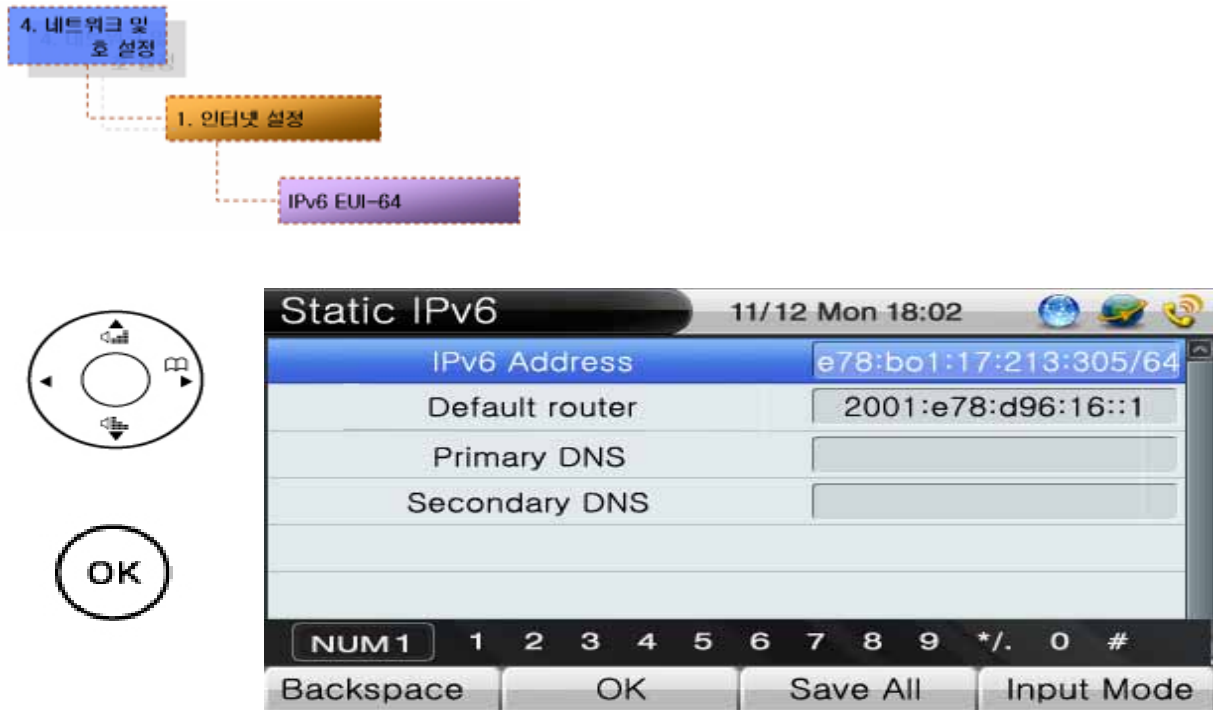 4. 네트워크 및
호 설정
1. 인터넷 설정
IPv6 EUI-64
Static IPv6 11/12 Mon 18:02
IPv6 Address e78:bo1:17:213:305/64
Default router 2001:e78:d96:16::1
Primary DNS
Secondary DNS
OK
NUM1 1 2 3 4 5 6 7 8 9 */. 0 #
Backspace OK Save All Input Mode